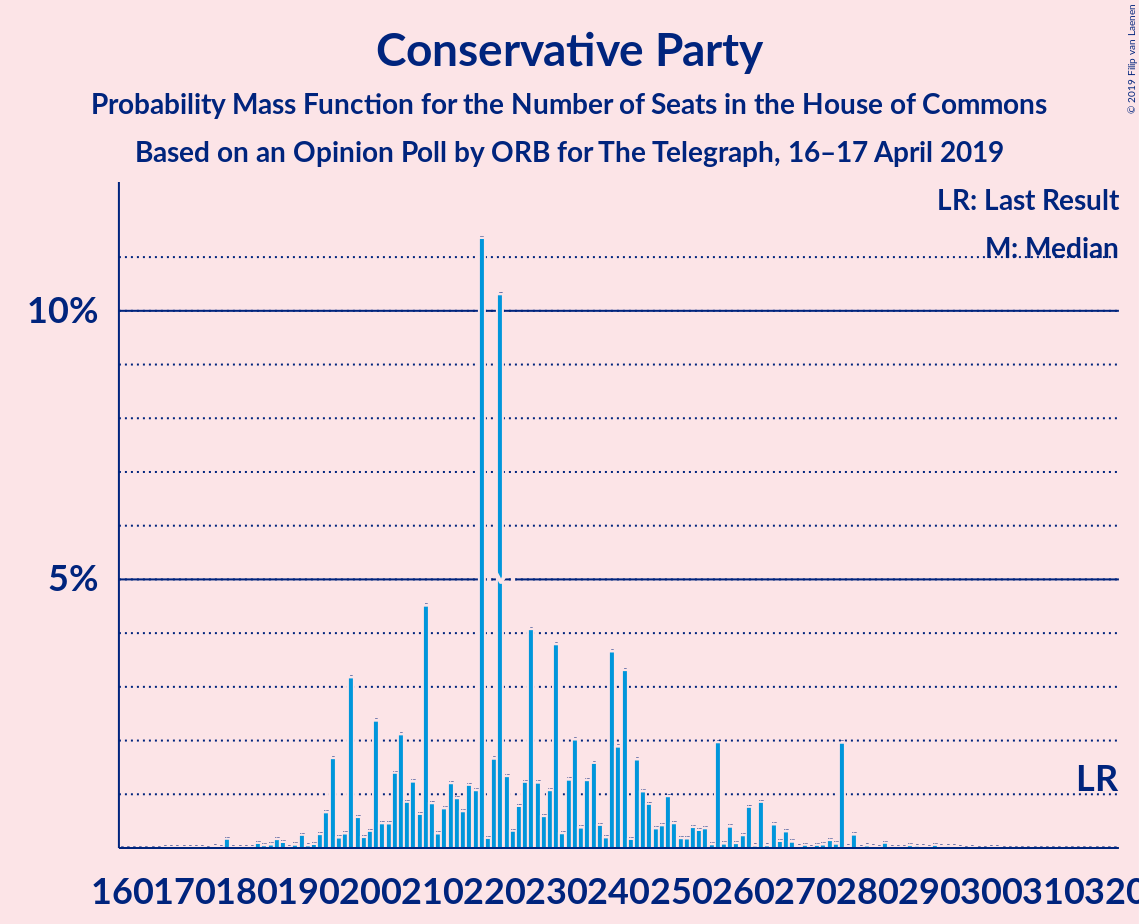 © 2019 Filip van Laenen
Conservative Party
Probability Mass Function for the Number of Seats in the House of Commons
Based on an Opinion Poll by ORB for The Telegraph, 16–17 April 2019
LR: Last Result
M: Median
10%
5%
LR
160 170 180 190 200 210 220 230 240 250 260 270 280 290 300 310 320